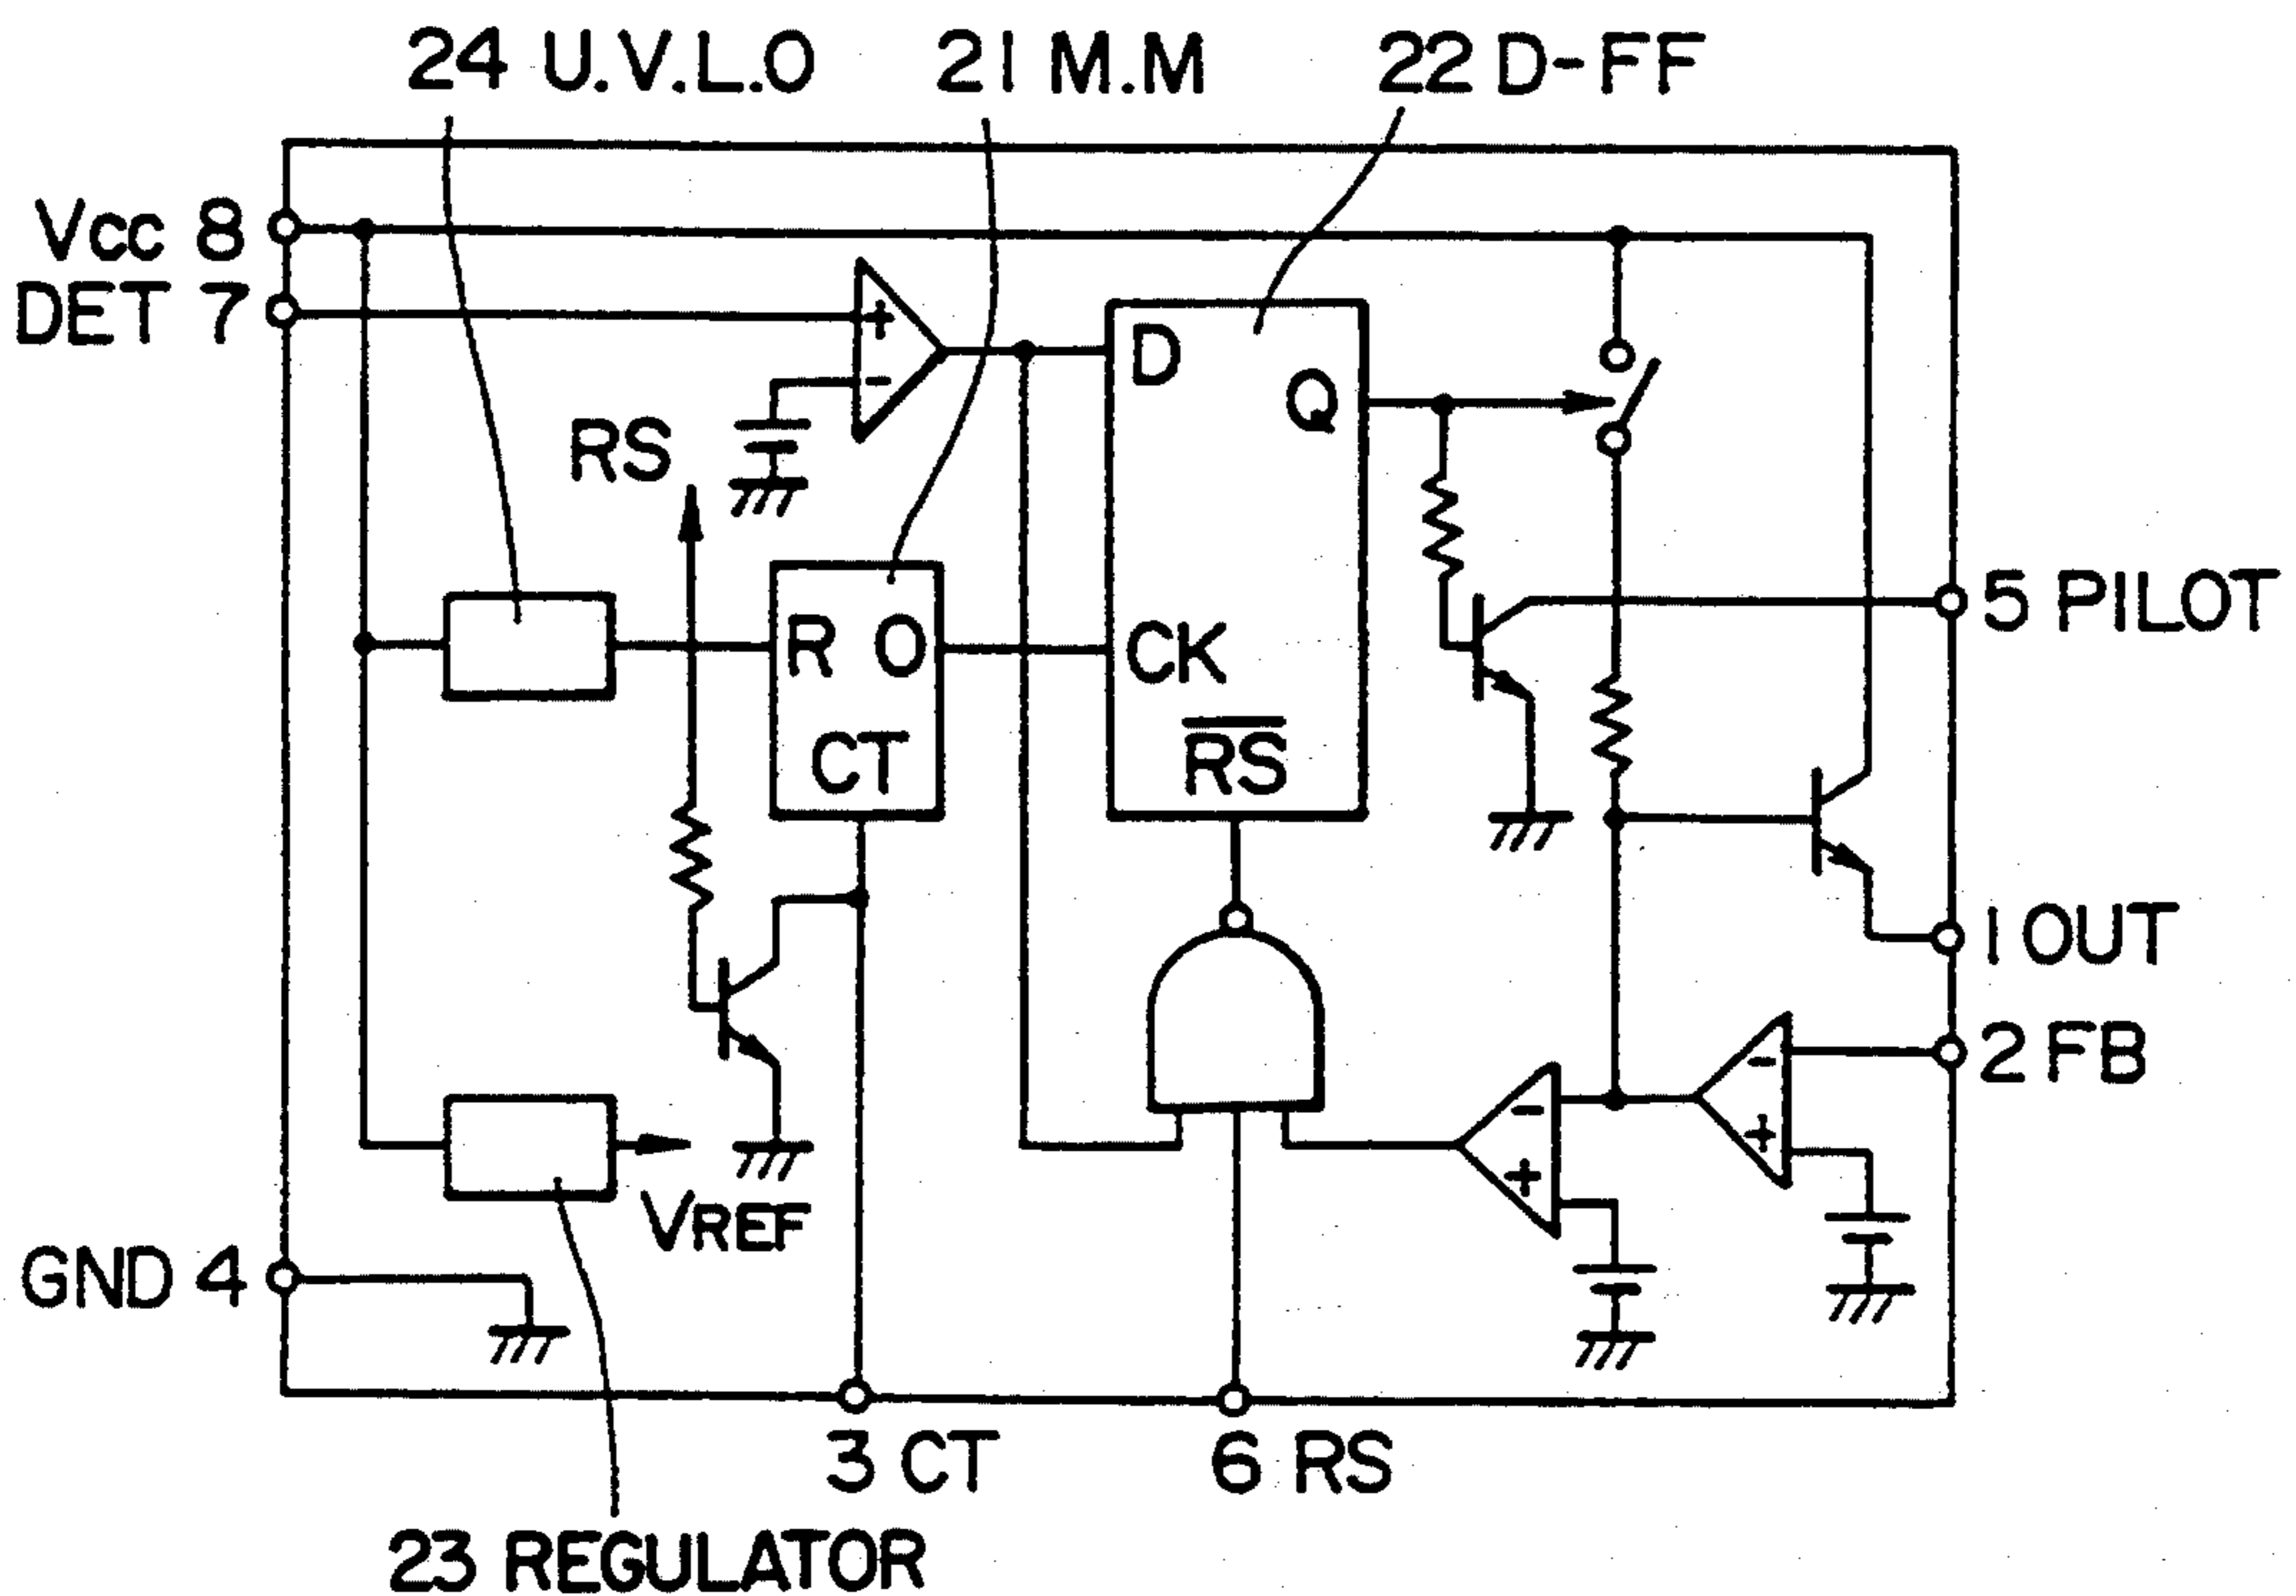 24 U.V.L.O
21 M.M
22 D-FF
Vcc 8
DET 7
+
-
D
Q
RS
R O
CT
CK
R̅S̅
5 PILOT
1 OUT
2 FB
-
+
-
+
VREF
GND 4
3 CT
6 RS
23 REGULATOR